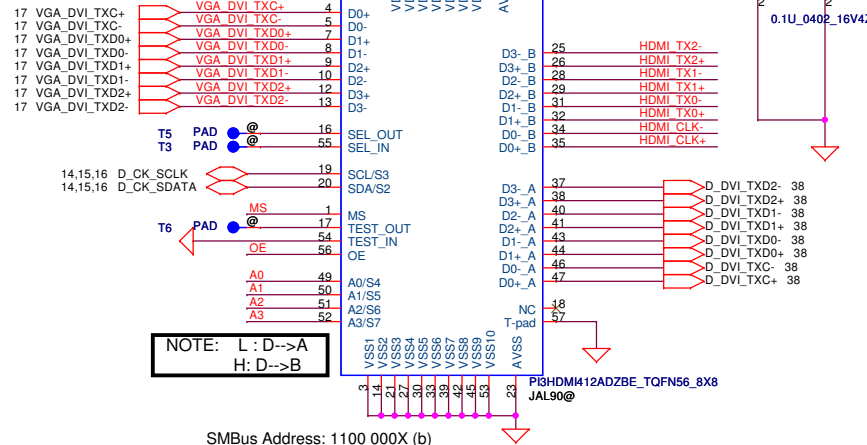 17 VGA_DVI_TXC+ VGA_DVI_TXC+ 4 D0+
17 VGA_DVI_TXC- VGA_DVI_TXC- 5 D0-
17 VGA_DVI_TXD0+ VGA_DVI_TXD0+ 7 D1+
17 VGA_DVI_TXD0- VGA_DVI_TXD0- 8 D1-
17 VGA_DVI_TXD1+ VGA_DVI_TXD1+ 9 D2+
17 VGA_DVI_TXD1- VGA_DVI_TXD1- 10 D2-
17 VGA_DVI_TXD2+ VGA_DVI_TXD2+ 12 D3+
17 VGA_DVI_TXD2- VGA_DVI_TXD2- 13 D3-
T5 PAD @ 16 SEL_OUT
T3 PAD @ 55 SEL_IN
14,15,16 D_CK_SCLK 19 SCL/S3
14,15,16 D_CK_SDATA 20 SDA/S2
MS 1 MS
T6 PAD @ 17 TEST_OUT
54 TEST_IN
OE 56 OE
A0 49 A0/S4
A1 50 A1/S5
A2 51 A2/S6
A3 52 A3/S7
D3-_B 25 HDMI_TX2-
D3+_B 26 HDMI_TX2+
D2-_B 28 HDMI_TX1-
D2+_B 29 HDMI_TX1+
D1-_B 31 HDMI_TX0-
D1+_B 32 HDMI_TX0+
D0-_B 34 HDMI_CLK-
D0+_B 35 HDMI_CLK+
D3-_A 37 D_DVI_TXD2- 38
D3+_A 38 D_DVI_TXD2+ 38
D2-_A 40 D_DVI_TXD1- 38
D2+_A 41 D_DVI_TXD1+ 38
D1-_A 43 D_DVI_TXD0- 38
D1+_A 44 D_DVI_TXD0+ 38
D0-_A 46 D_DVI_TXC- 38
D0+_A 47 D_DVI_TXC+ 38
NC 18
T-pad 57
2 2
0.1U_0402_16V4Z
NOTE: L : D-->A
H: D-->B
VSS1 VSS2 VSS3 VSS4 VSS5 VSS6 VSS7 VSS8 VSS9 VSS10 AVSS
3 14 21 27 30 33 39 42 45 53 23
PI3HDMI412ADZBE_TQFN56_8X8
JAL90@
SMBus Address: 1100 000X (b)